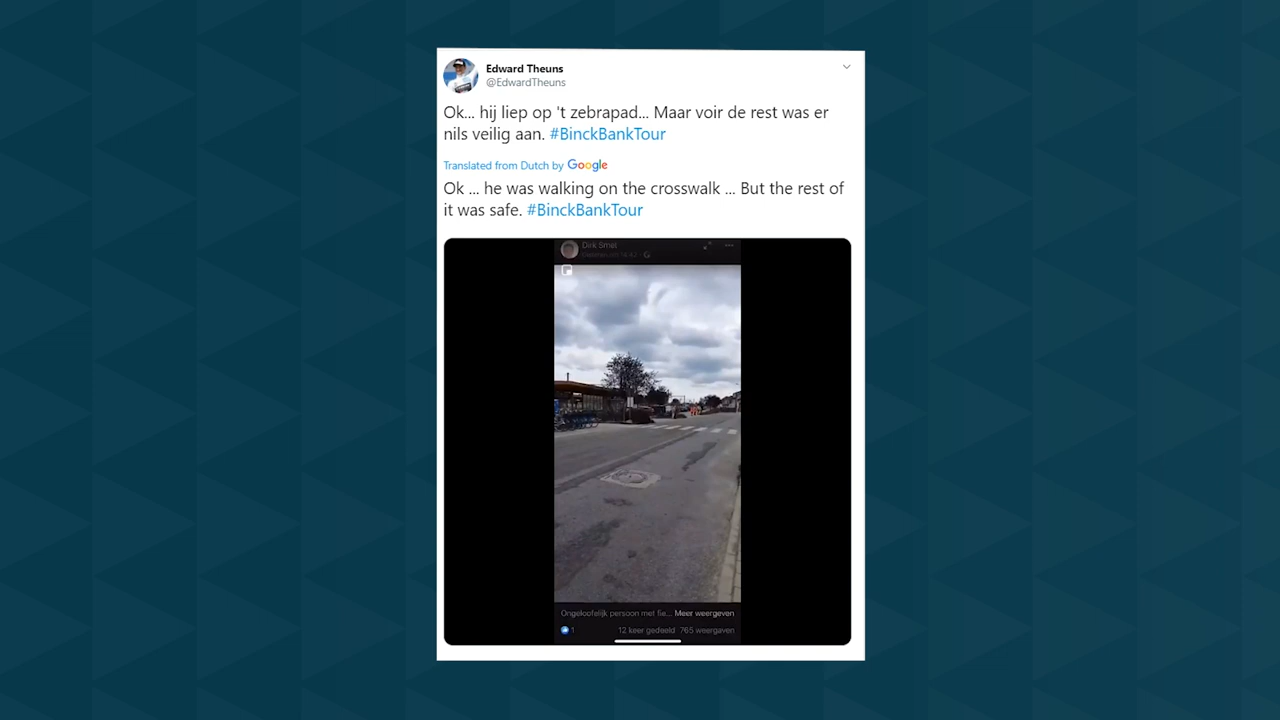 Edward Theuns
@EdwardTheuns
Ok... hij liep op 't zebrapad... Maar voir de rest was er
nils veilig aan. #BinckBankTour
Translated from Dutch by Google
Ok ... he was walking on the crosswalk ... But the rest of
it was safe. #BinckBankTour
Dirk Smet
Ongelooflijk persoon met fie... Meer weergeven
1
12 keer gedeeld 765 weergaven